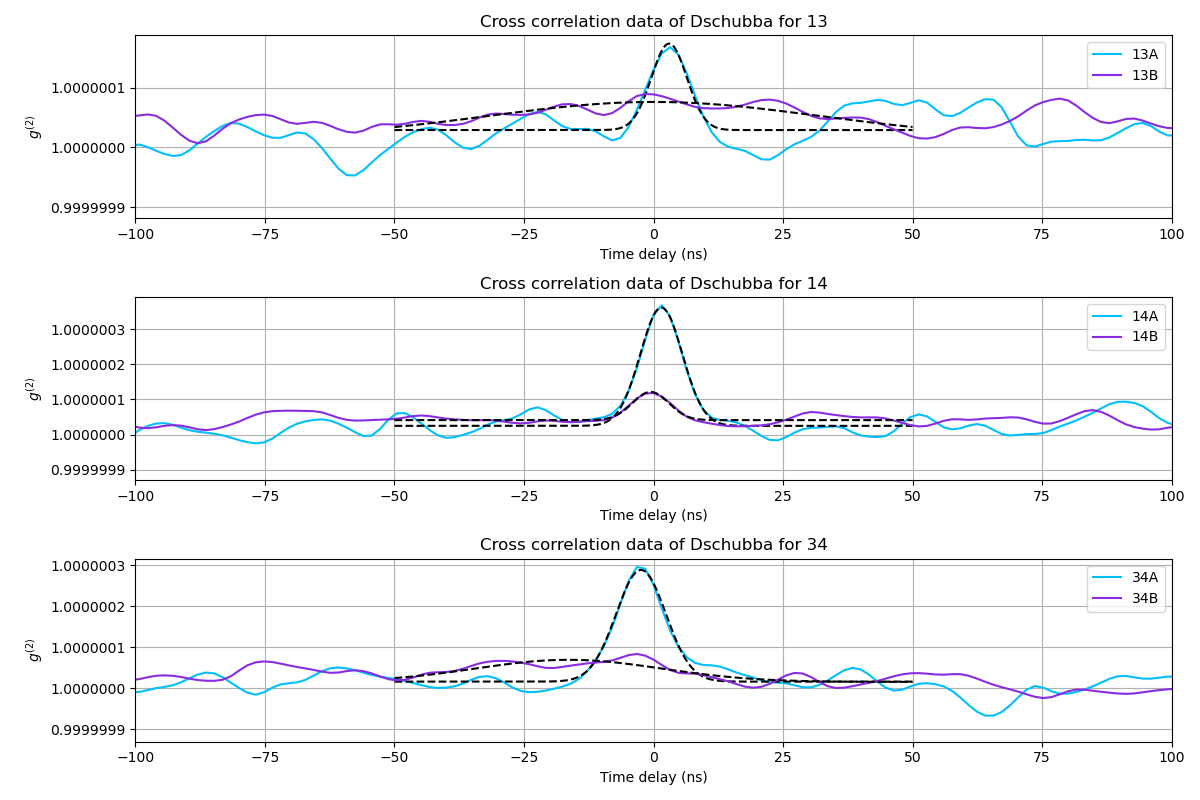 Cross correlation data of Dschubba for 13
1.0000001
1.0000000
0.9999999
g(2)
13A
13B
−100 −75 −50 −25 0 25 50 75 100
Time delay (ns)
Cross correlation data of Dschubba for 14
1.0000003
1.0000002
1.0000001
1.0000000
0.9999999
g(2)
14A
14B
−100 −75 −50 −25 0 25 50 75 100
Time delay (ns)
Cross correlation data of Dschubba for 34
1.0000003
1.0000002
1.0000001
1.0000000
0.9999999
g(2)
34A
34B
−100 −75 −50 −25 0 25 50 75 100
Time delay (ns)